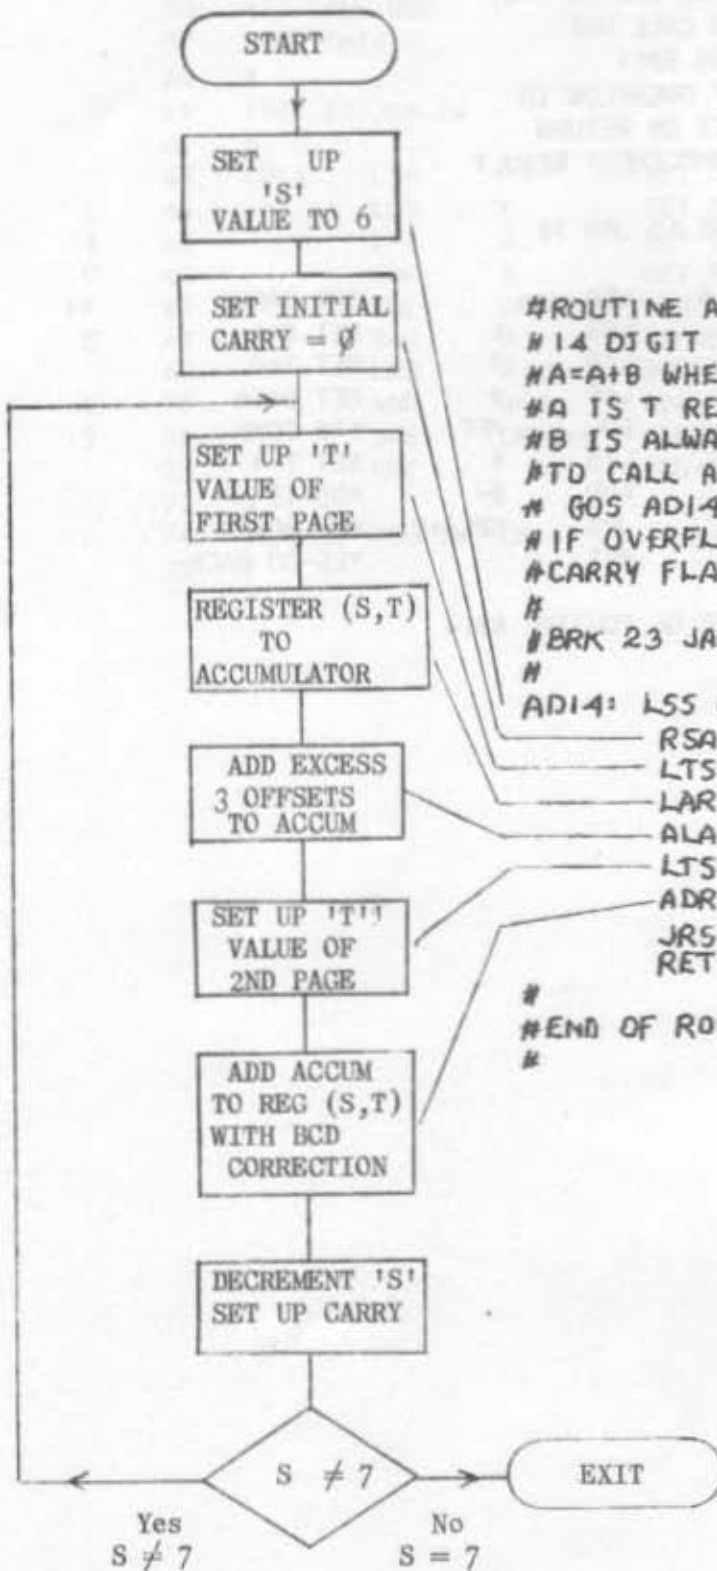 START
SET UP
'S'
VALUE TO 6
SET INITIAL
CARRY = Ø
SET UP 'T'
VALUE OF
FIRST PAGE
REGISTER (S,T)
TO
ACCUMULATOR
ADD EXCESS
3 OFFSETS
TO ACCUM
SET UP 'T'
VALUE OF
2ND PAGE
ADD ACCUM
TO REG (S,T)
WITH BCD
CORRECTION
DECREMENT 'S'
SET UP CARRY
S ≠ 7
EXIT
Yes
S ≠ 7
No
S = 7
#ROUTINE A
#14 DIGIT
#A=A+B WHE
#A IS T RE
#B IS ALWA
#TO CALL A
# GOS AD14
#IF OVERFL
#CARRY FLA
#
#BRK 23 JA
#
AD14: LSS
RSA
LTS
LAR
ALA
LTS
ADR
JRS
RET
#
#END OF RO
#